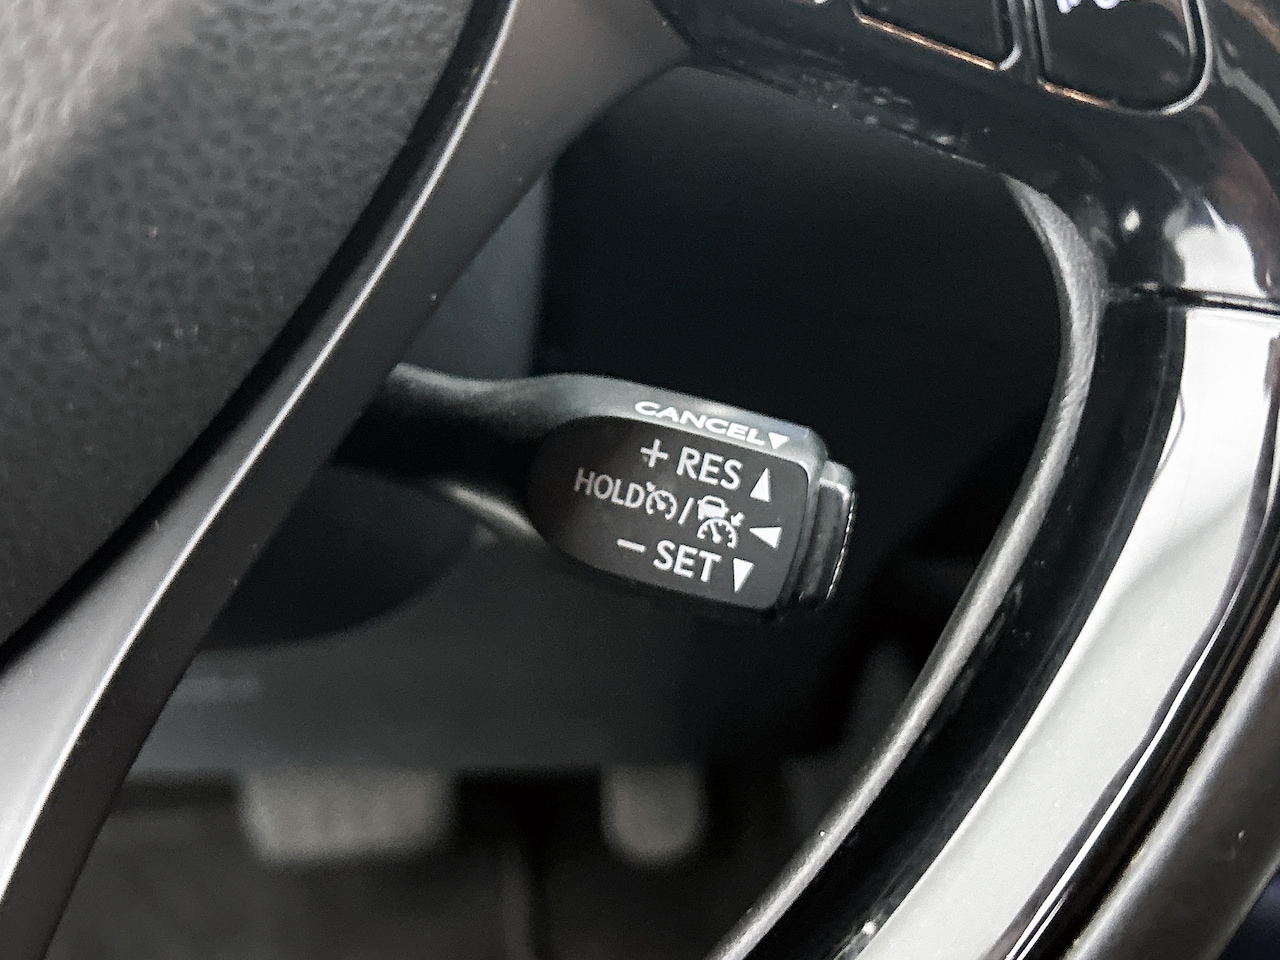 CANCEL▼
+ RES ▲
HOLD / ◀
− SET ▼